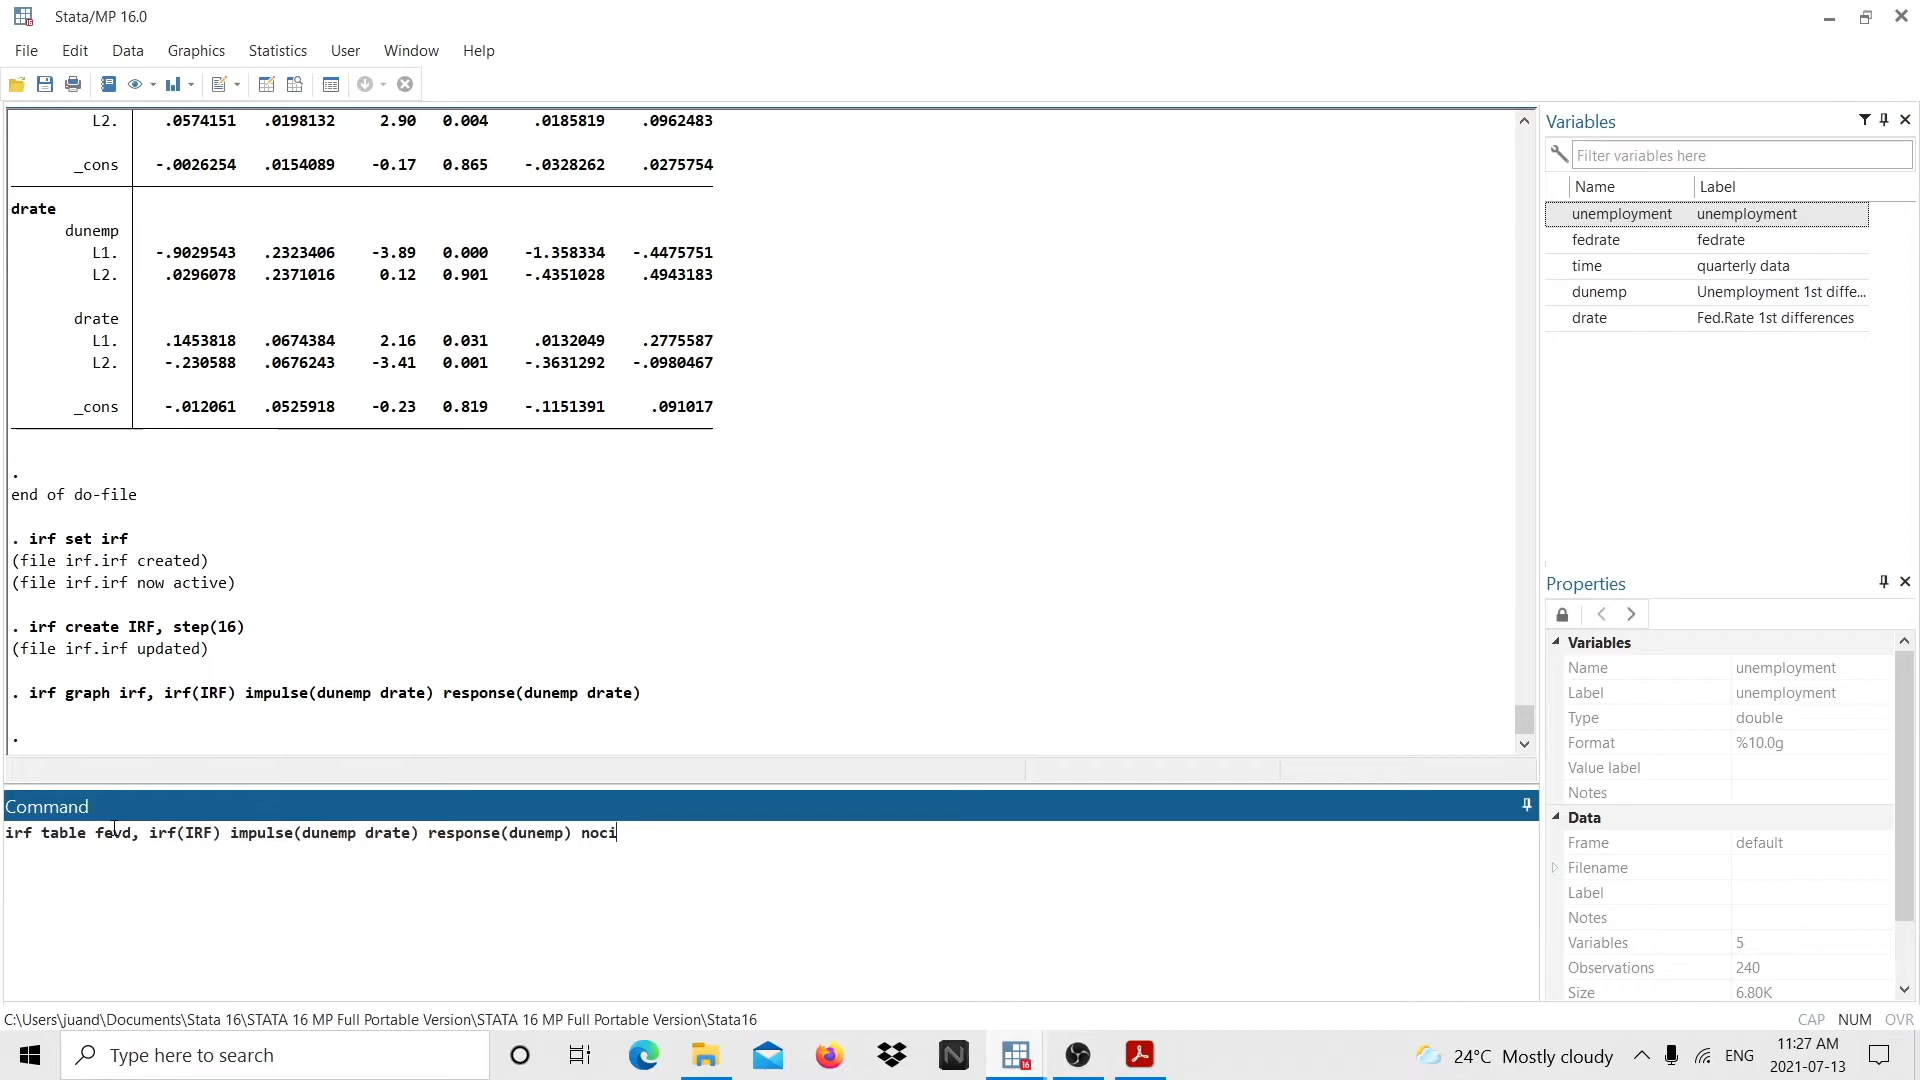 Stata/MP 16.0
File Edit Data Graphics Statistics User Window Help
L2. .0574151 .0198132 2.90 0.004 .0185819 .0962483
_cons -.0026254 .0154089 -0.17 0.865 -.0328262 .0275754
drate
dunemp
L1. -.9029543 .2323406 -3.89 0.000 -1.358334 -.4475751
L2. .0296078 .2371016 0.12 0.901 -.4351028 .4943183
drate
L1. .1453818 .0674384 2.16 0.031 .0132049 .2775587
L2. -.230588 .0676243 -3.41 0.001 -.3631292 -.0980467
_cons -.012061 .0525918 -0.23 0.819 -.1151391 .091017
.
end of do-file
. irf set irf
(file irf.irf created)
(file irf.irf now active)
. irf create IRF, step(16)
(file irf.irf updated)
. irf graph irf, irf(IRF) impulse(dunemp drate) response(dunemp drate)
.
Command
irf table fevd, irf(IRF) impulse(dunemp drate) response(dunemp) noci
Variables
Filter variables here
Name Label
unemployment unemployment
fedrate fedrate
time quarterly data
dunemp Unemployment 1st diffe...
drate Fed.Rate 1st differences
Properties
Variables
Name unemployment
Label unemployment
Type double
Format %10.0g
Value label
Notes
Data
Frame default
Filename
Label
Notes
Variables 5
Observations 240
Size 6.80K
C:\Users\juand\Documents\Stata 16\STATA 16 MP Full Portable Version\STATA 16 MP Full Portable Version\Stata16
CAP NUM OVR
Type here to search
24°C Mostly cloudy
ENG
11:27 AM
2021-07-13